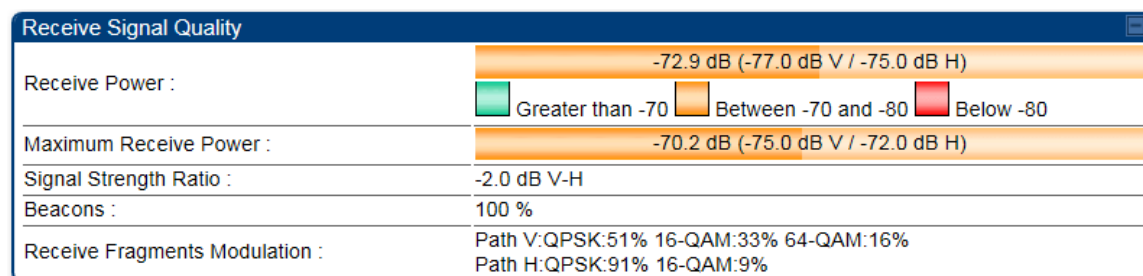 Receive Signal Quality
Receive Power :
-72.9 dB (-77.0 dB V / -75.0 dB H)
Greater than -70 Between -70 and -80 Below -80
Maximum Receive Power :
-70.2 dB (-75.0 dB V / -72.0 dB H)
Signal Strength Ratio :
-2.0 dB V-H
Beacons :
100 %
Receive Fragments Modulation :
Path V:QPSK:51% 16-QAM:33% 64-QAM:16%
Path H:QPSK:91% 16-QAM:9%